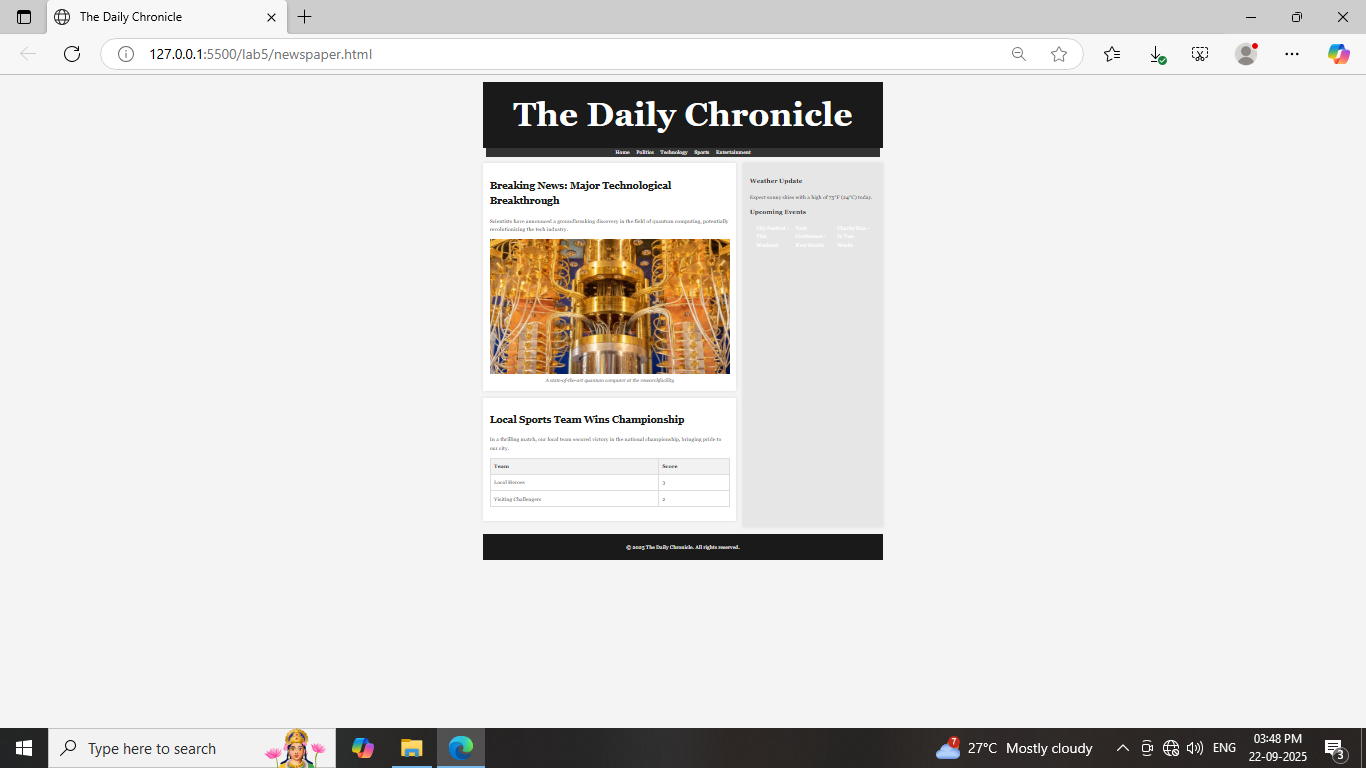 The Daily Chronicle
127.0.0.1:5500/lab5/newspaper.html
The Daily Chronicle
Home Politics Technology Sports Entertainment
Breaking News: Major Technological
Breakthrough
Scientists have announced a groundbreaking discovery in the field of quantum computing, potentially
revolutionizing the tech industry.
A state-of-the-art quantum computer at the researchfacility.
Local Sports Team Wins Championship
In a thrilling match, our local team secured victory in the national championship, bringing pride to
our city.
Team Score
Local Heroes 3
Visiting Challengers 2
Weather Update
Expect sunny skies with a high of 75°F (24°C) today.
Upcoming Events
City Festival - Tech Charity Run -
This Conference - In Two
Weekend Next Month Weeks
© 2025 The Daily Chronicle. All rights reserved.
Type here to search
7
27°C Mostly cloudy
ENG
03:48 PM
22-09-2025
3